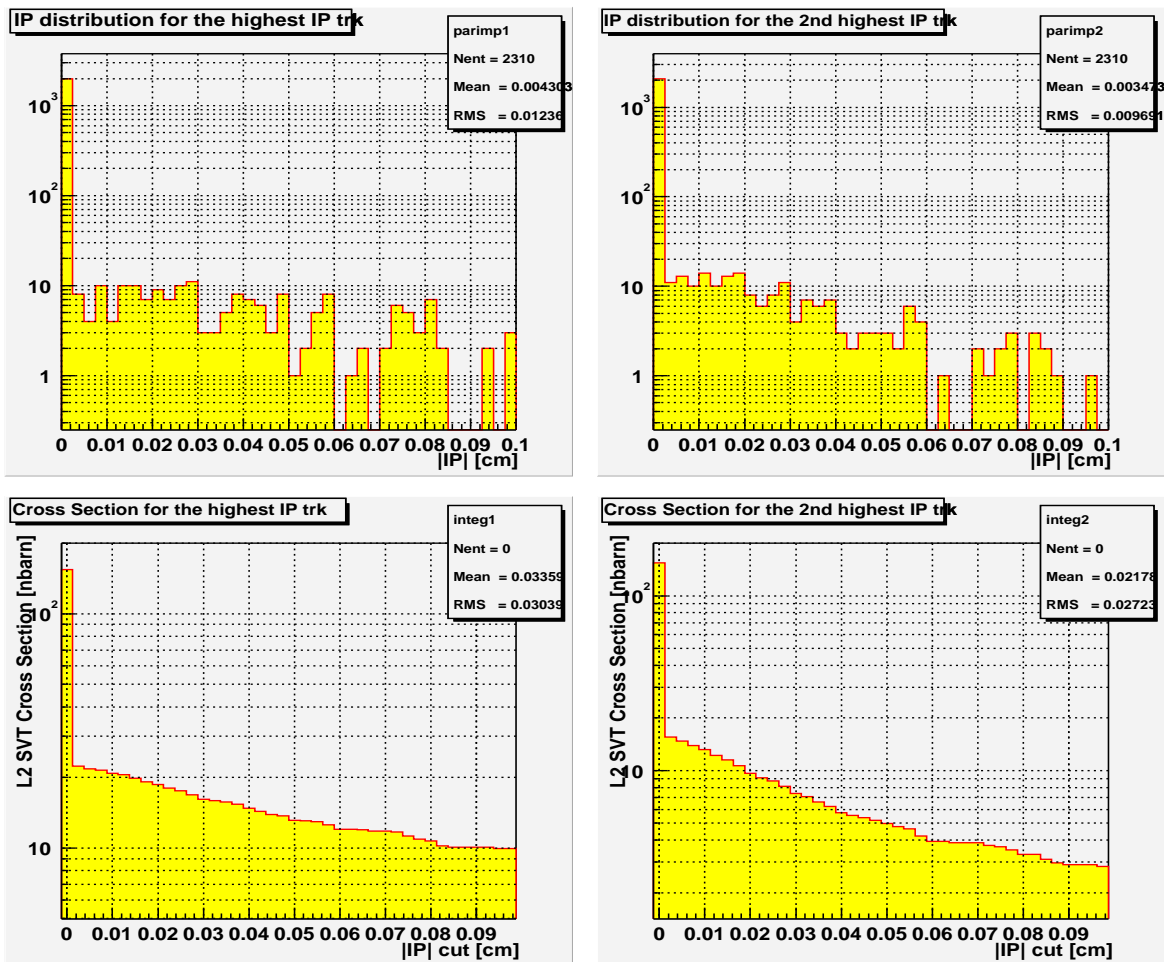 IP distribution for the highest IP trk
parimp1
Nent = 2310
Mean = 0.004303
RMS = 0.01236
10³
10²
10
1
0 0.01 0.02 0.03 0.04 0.05 0.06 0.07 0.08 0.09 0.1
|IP| [cm]
IP distribution for the 2nd highest IP trk
parimp2
Nent = 2310
Mean = 0.003473
RMS = 0.009691
10³
10²
10
1
0 0.01 0.02 0.03 0.04 0.05 0.06 0.07 0.08 0.09 0.1
|IP| [cm]
Cross Section for the highest IP trk
integ1
Nent = 0
Mean = 0.03359
RMS = 0.03039
L2 SVT Cross Section [nbarn]
10²
10
0 0.01 0.02 0.03 0.04 0.05 0.06 0.07 0.08 0.09
|IP| cut [cm]
Cross Section for the 2nd highest IP trk
integ2
Nent = 0
Mean = 0.02178
RMS = 0.02723
L2 SVT Cross Section [nbarn]
10²
10
0 0.01 0.02 0.03 0.04 0.05 0.06 0.07 0.08 0.09
|IP| cut [cm]